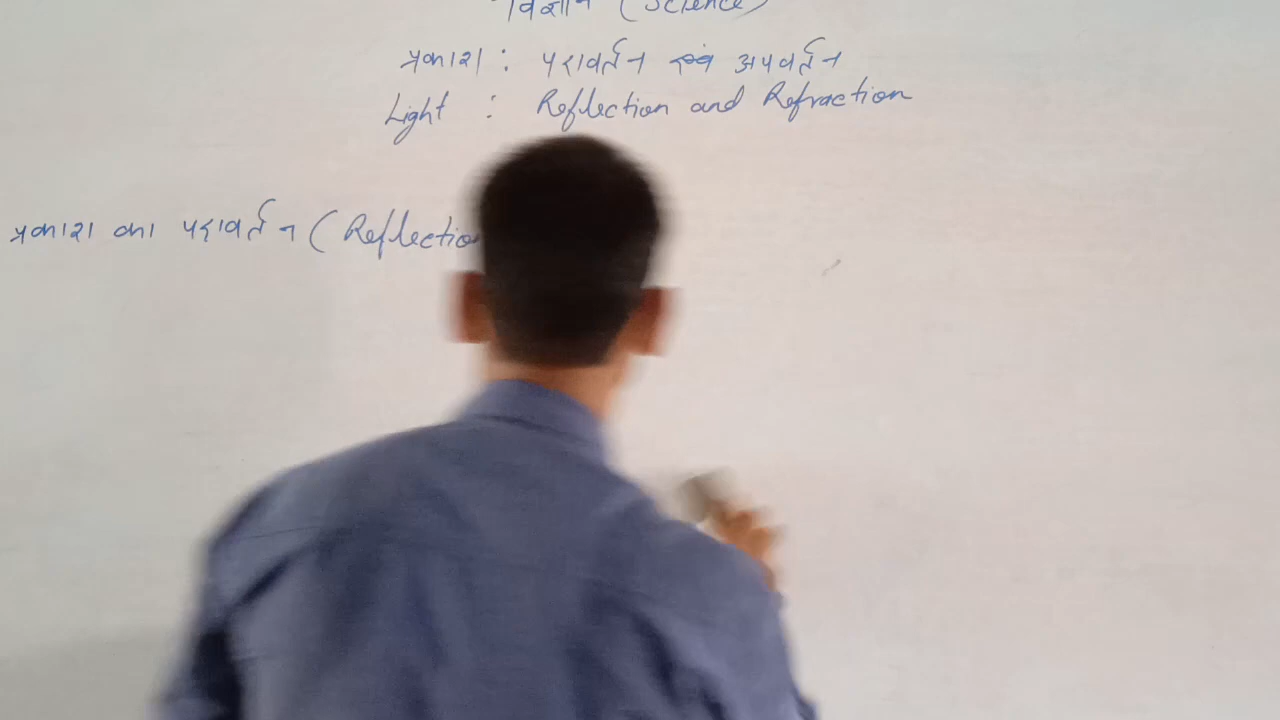 विज्ञान (Science)
प्रकाश : परावर्तन एवं अपवर्तन
Light : Reflection and Refraction
प्रकाश का परावर्तन (Reflection